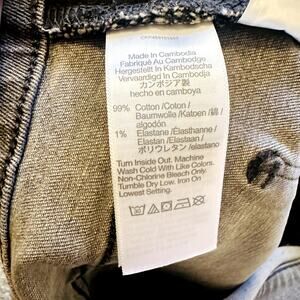 Made In Cambodia
Fabriqué Au Cambodge
Hergestellt In Kambodscha
Vervaardigd In Cambodja
カンボジア製
hecho en camboya
99% Cotton /Coton /
Baumwolle /Katoen /綿 /
algodón
1% Elastane /Élasthanne /
Elastan /Elastaan /
ポリウレタン /elastano
Turn Inside Out. Machine
Wash Cold With Like Colors.
Non-Chlorine Bleach Only.
Tumble Dry Low. Iron On
Lowest Setting.